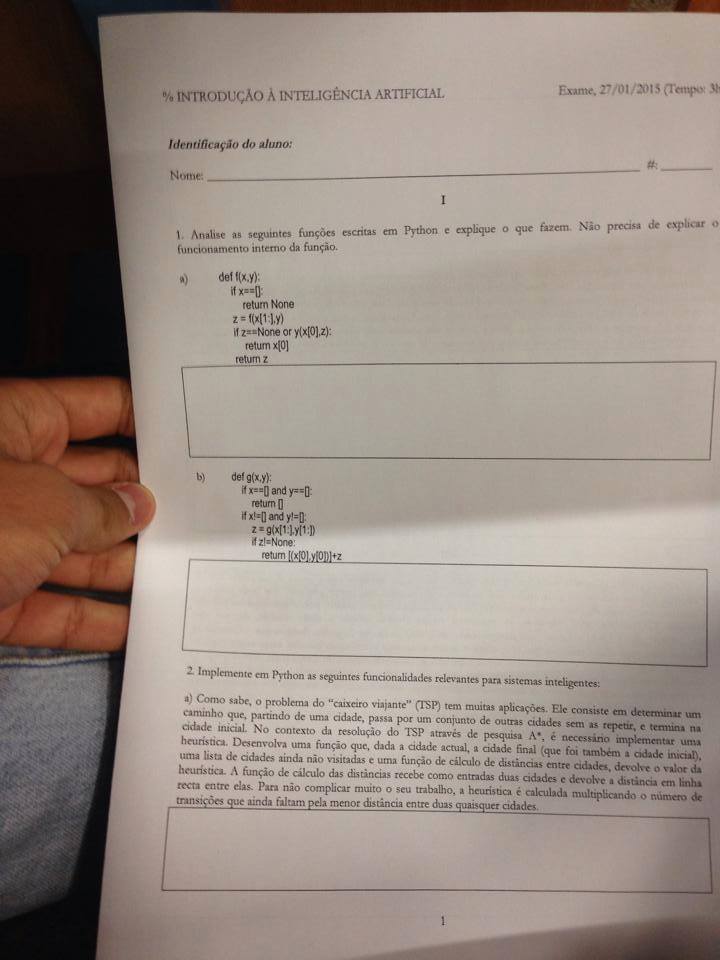 % INTRODUÇÃO À INTELIGÊNCIA ARTIFICIAL
Exame, 27/01/2015 (Tempo: 3h
Identificação do aluno:
Nome: #:
I
1. Analise as seguintes funções escritas em Python e explique o que fazem. Não precisa de explicar o
funcionamento interno da função.
a) def f(x,y):
if x==[]:
return None
z = f(x[1:],y)
if z==None or y(x[0],z):
return x[0]
return z
b) def g(x,y):
if x==[] and y==[]:
return []
if x!=[] and y!=[]:
z = g(x[1:],y[1:])
if z!=None:
return [(x[0],y[0])]+z
2. Implemente em Python as seguintes funcionalidades relevantes para sistemas inteligentes:
a) Como sabe, o problema do “caixeiro viajante” (TSP) tem muitas aplicações. Ele consiste em determinar um
caminho que, partindo de uma cidade, passa por um conjunto de outras cidades sem as repetir, e termina na
cidade inicial. No contexto da resolução do TSP através de pesquisa A*, é necessário implementar uma
heurística. Desenvolva uma função que, dada a cidade actual, a cidade final (que foi também a cidade inicial),
uma lista de cidades ainda não visitadas e uma função de cálculo de distâncias entre cidades, devolve o valor da
heurística. A função de cálculo das distâncias recebe como entradas duas cidades e devolve a distância em linha
recta entre elas. Para não complicar muito o seu trabalho, a heurística é calculada multiplicando o número de
transições que ainda faltam pela menor distância entre duas quaisquer cidades.
1